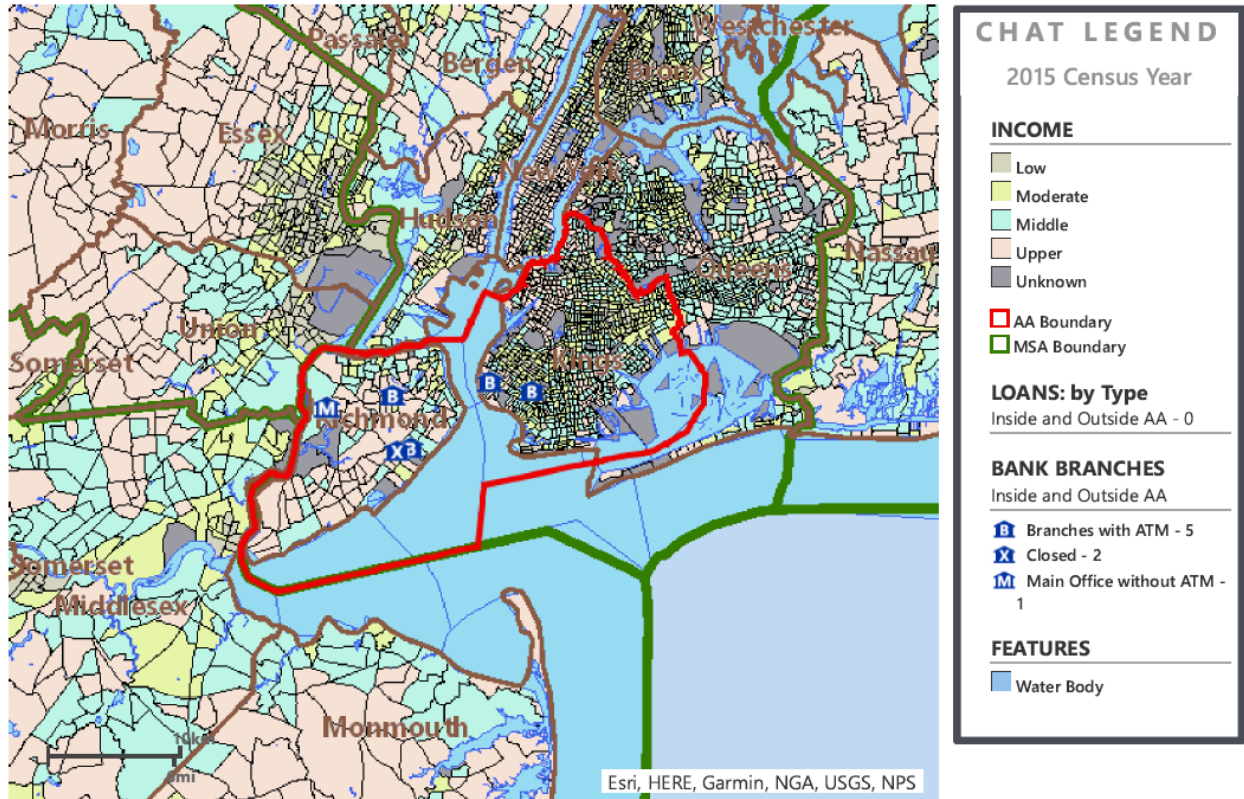 Passaic
Westchester
Bergen
Bronx
Morris
Essex
New York
Hudson
Queens
Nassau
Union
Somerset
Kings
Richmond
B
B
B
M
X B
Somerset
Middlesex
Monmouth
10km
6mi
Esri, HERE, Garmin, NGA, USGS, NPS
CHAT LEGEND
2015 Census Year
INCOME
Low
Moderate
Middle
Upper
Unknown
AA Boundary
MSA Boundary
LOANS: by Type
Inside and Outside AA - 0
BANK BRANCHES
Inside and Outside AA
B Branches with ATM - 5
X Closed - 2
M Main Office without ATM -
1
FEATURES
Water Body